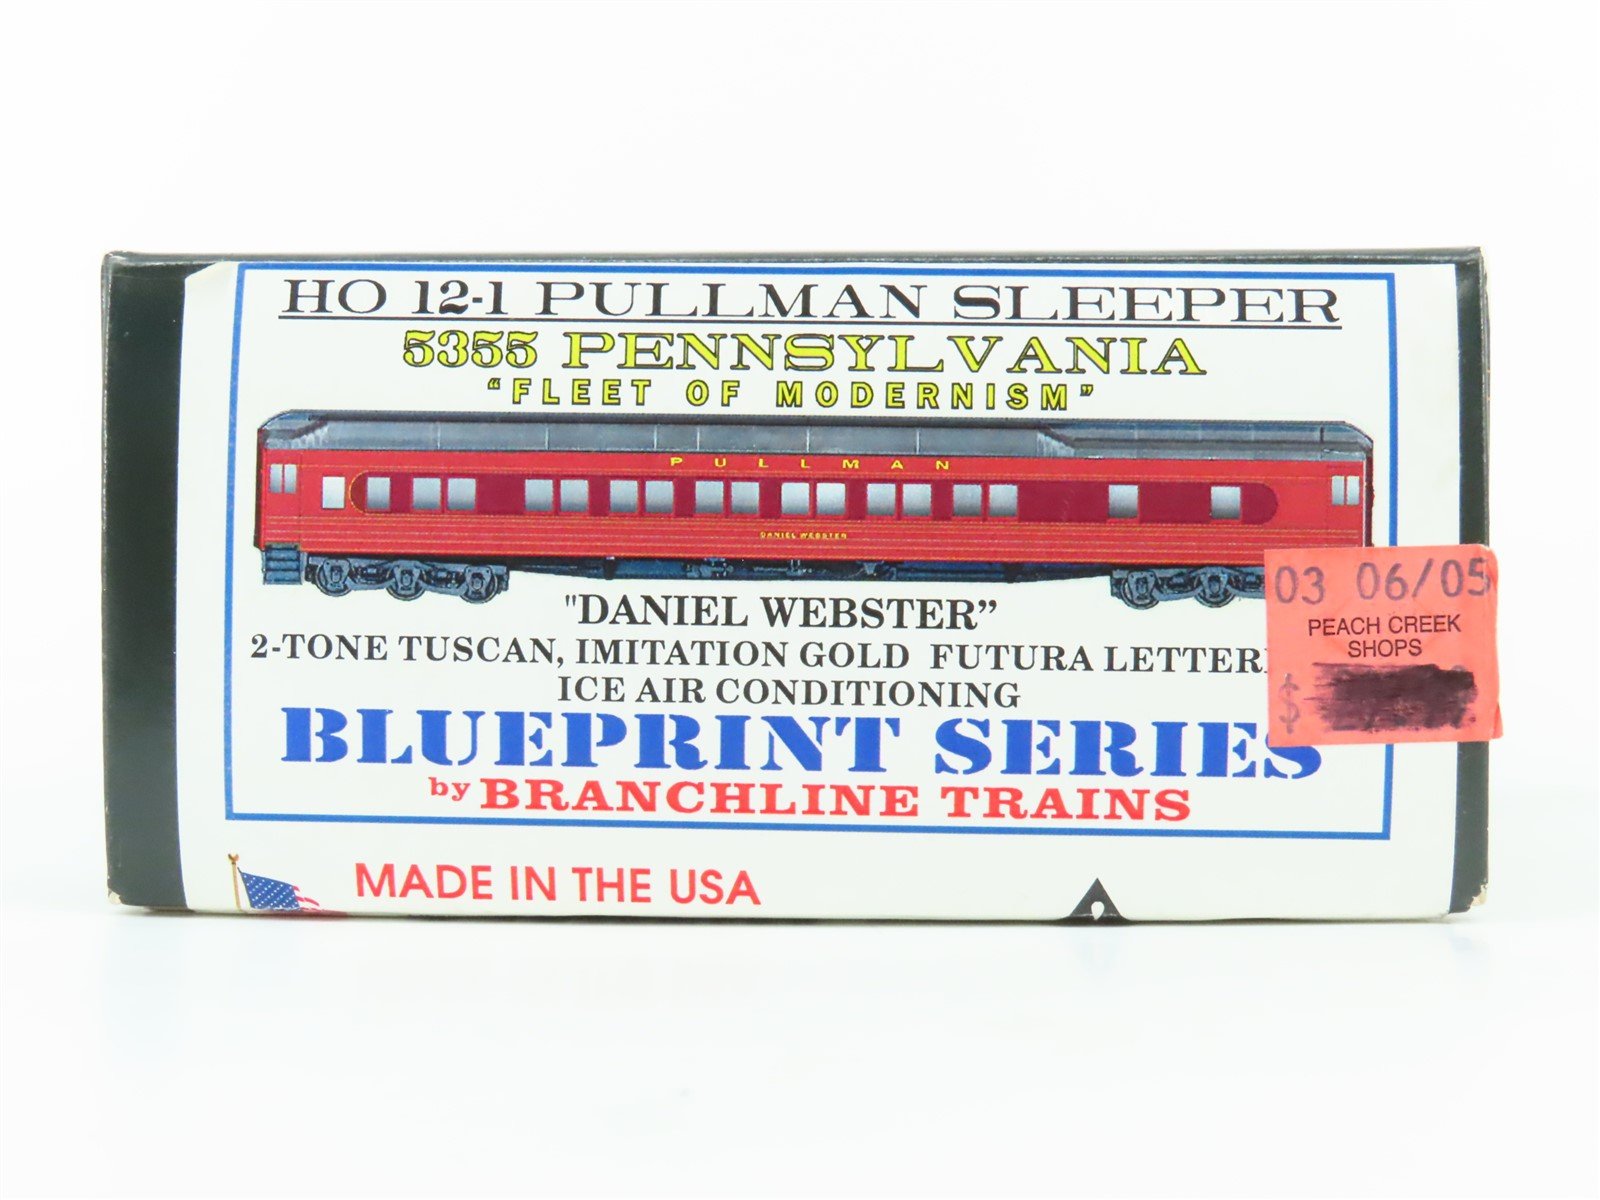 HO 12-1 PULLMAN SLEEPER
5355 PENNSYLVANIA
"FLEET OF MODERNISM"
PULLMAN
DANIEL WEBSTER
"DANIEL WEBSTER"
2-TONE TUSCAN, IMITATION GOLD FUTURA LETTER
ICE AIR CONDITIONING
BLUEPRINT SERIES
by BRANCHLINE TRAINS
MADE IN THE USA
03 06/05
PEACH CREEK
SHOPS
$